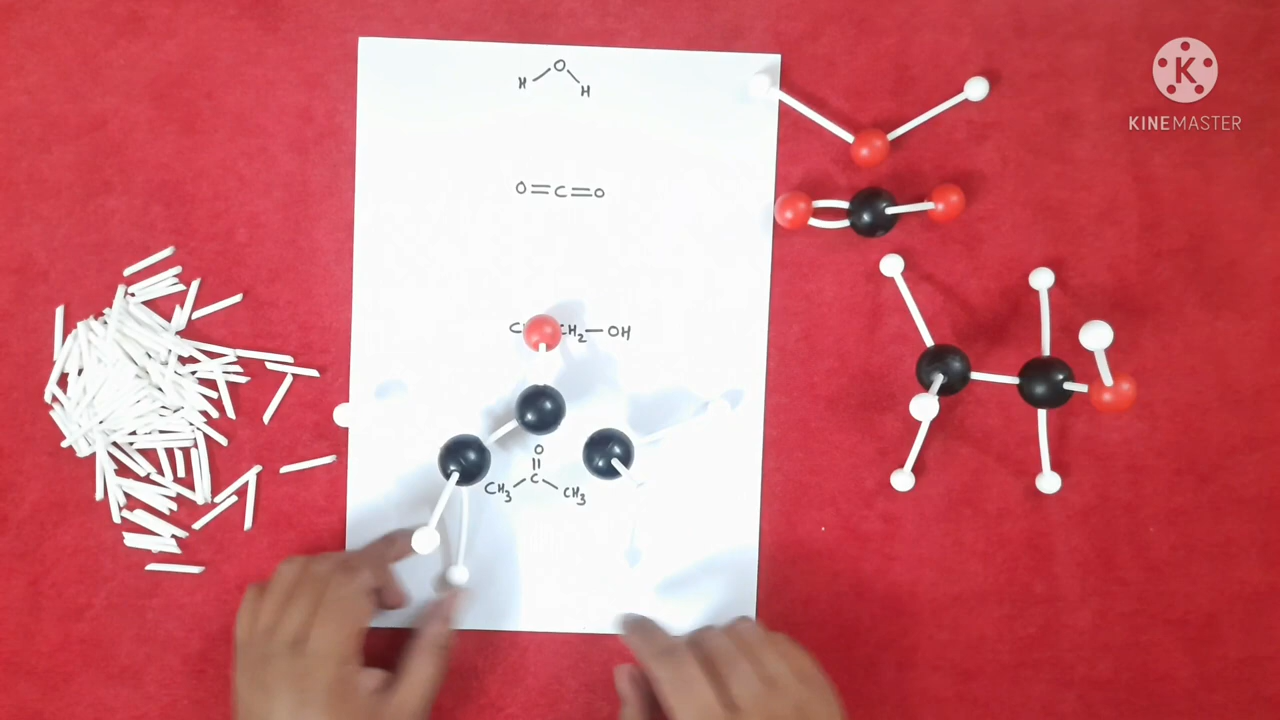 O
H H
O=C=O
CH2—OH
O
C
CH3 CH3
K
KINEMASTER